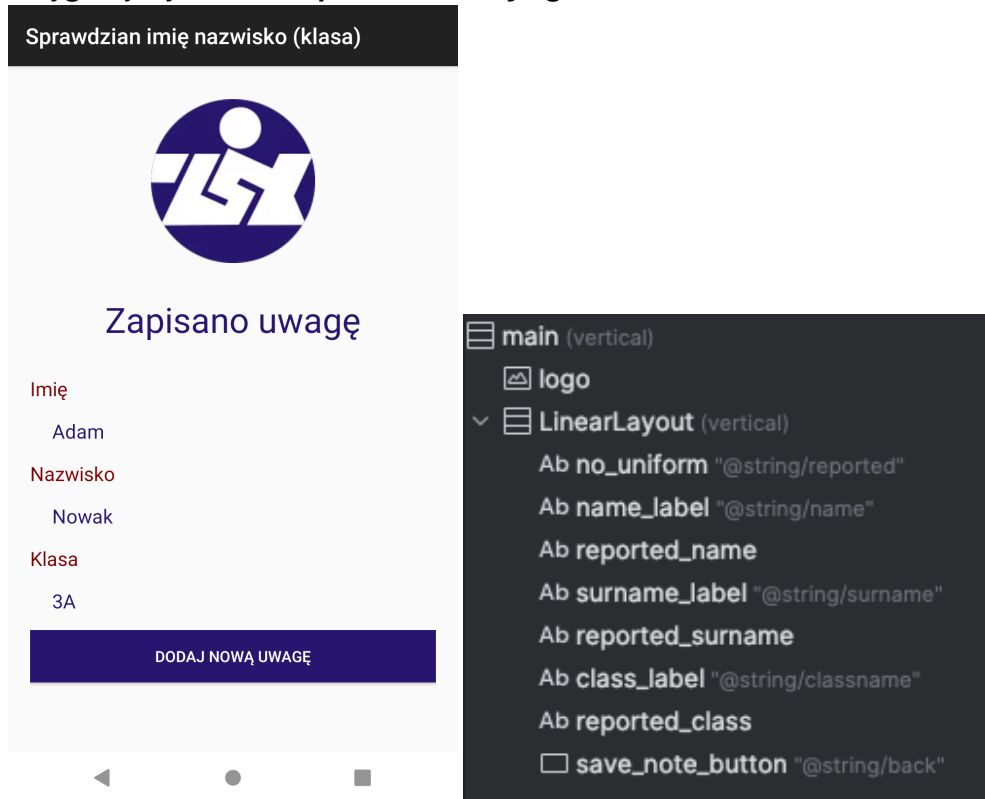 Sprawdzian imię nazwisko (klasa)
Zapisano uwagę
Imię
Adam
Nazwisko
Nowak
Klasa
3A
DODAJ NOWĄ UWAGĘ
main (vertical)
logo
LinearLayout (vertical)
Ab no_uniform "@string/reported"
Ab name_label "@string/name"
Ab reported_name
Ab surname_label "@string/surname"
Ab reported_surname
Ab class_label "@string/classname"
Ab reported_class
save_note_button "@string/back"